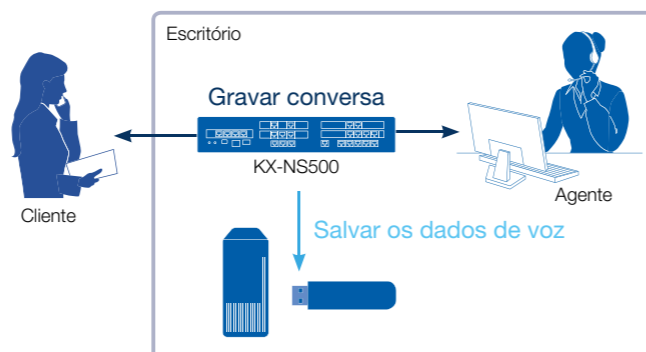 Escritório
Gravar conversa
KX-NS500
Cliente
Agente
Salvar os dados de voz